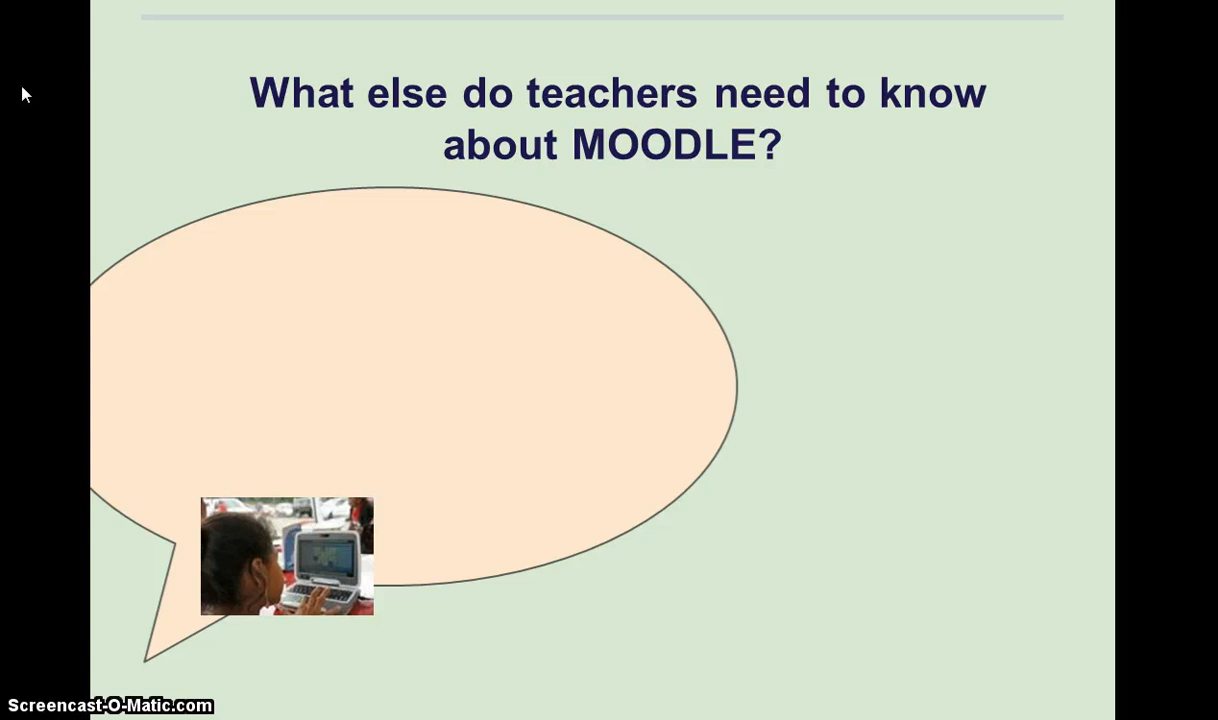 What else do teachers need to know
about MOODLE?
Screencast-O-Matic.com